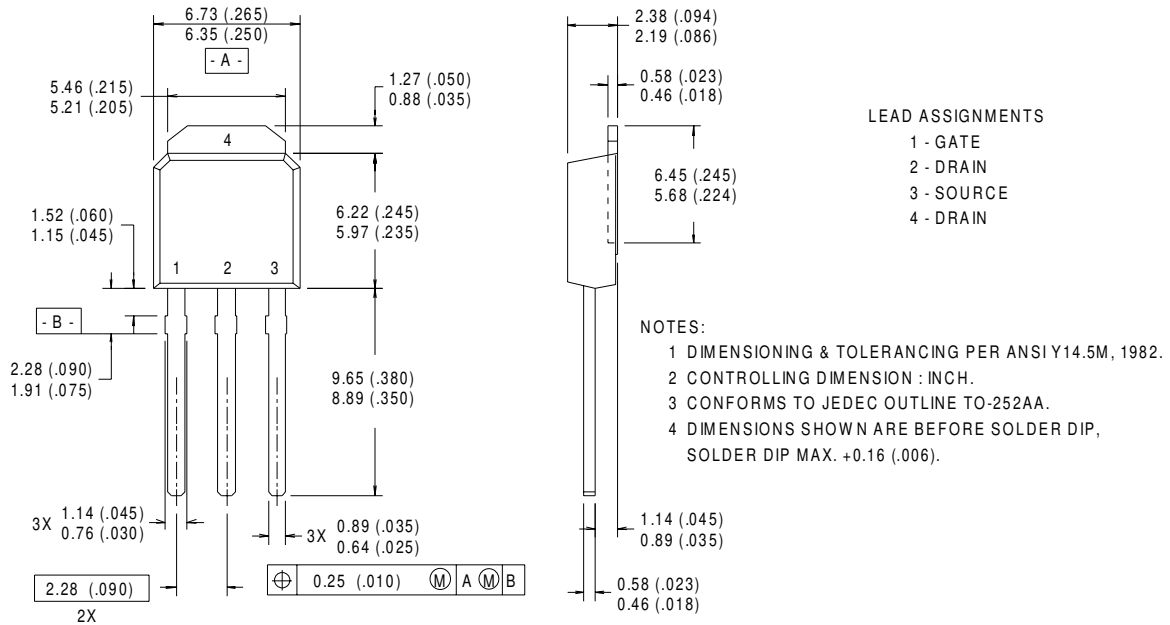 6.73 (.265)
6.35 (.250)
- A -
5.46 (.215)
5.21 (.205)
1.27 (.050)
0.88 (.035)
4
1.52 (.060)
1.15 (.045)
6.22 (.245)
5.97 (.235)
1 2 3
- B -
2.28 (.090)
1.91 (.075)
9.65 (.380)
8.89 (.350)
3X 1.14 (.045)
0.76 (.030)
3X 0.89 (.035)
0.64 (.025)
2.28 (.090)
2X
⌖ 0.25 (.010) Ⓜ A Ⓜ B
2.38 (.094)
2.19 (.086)
0.58 (.023)
0.46 (.018)
6.45 (.245)
5.68 (.224)
1.14 (.045)
0.89 (.035)
0.58 (.023)
0.46 (.018)
LEAD ASSIGNMENTS
1 - GATE
2 - DRAIN
3 - SOURCE
4 - DRAIN
NOTES:
1 DIMENSIONING & TOLERANCING PER ANSI Y14.5M, 1982.
2 CONTROLLING DIMENSION : INCH.
3 CONFORMS TO JEDEC OUTLINE TO-252AA.
4 DIMENSIONS SHOWN ARE BEFORE SOLDER DIP,
SOLDER DIP MAX. +0.16 (.006).